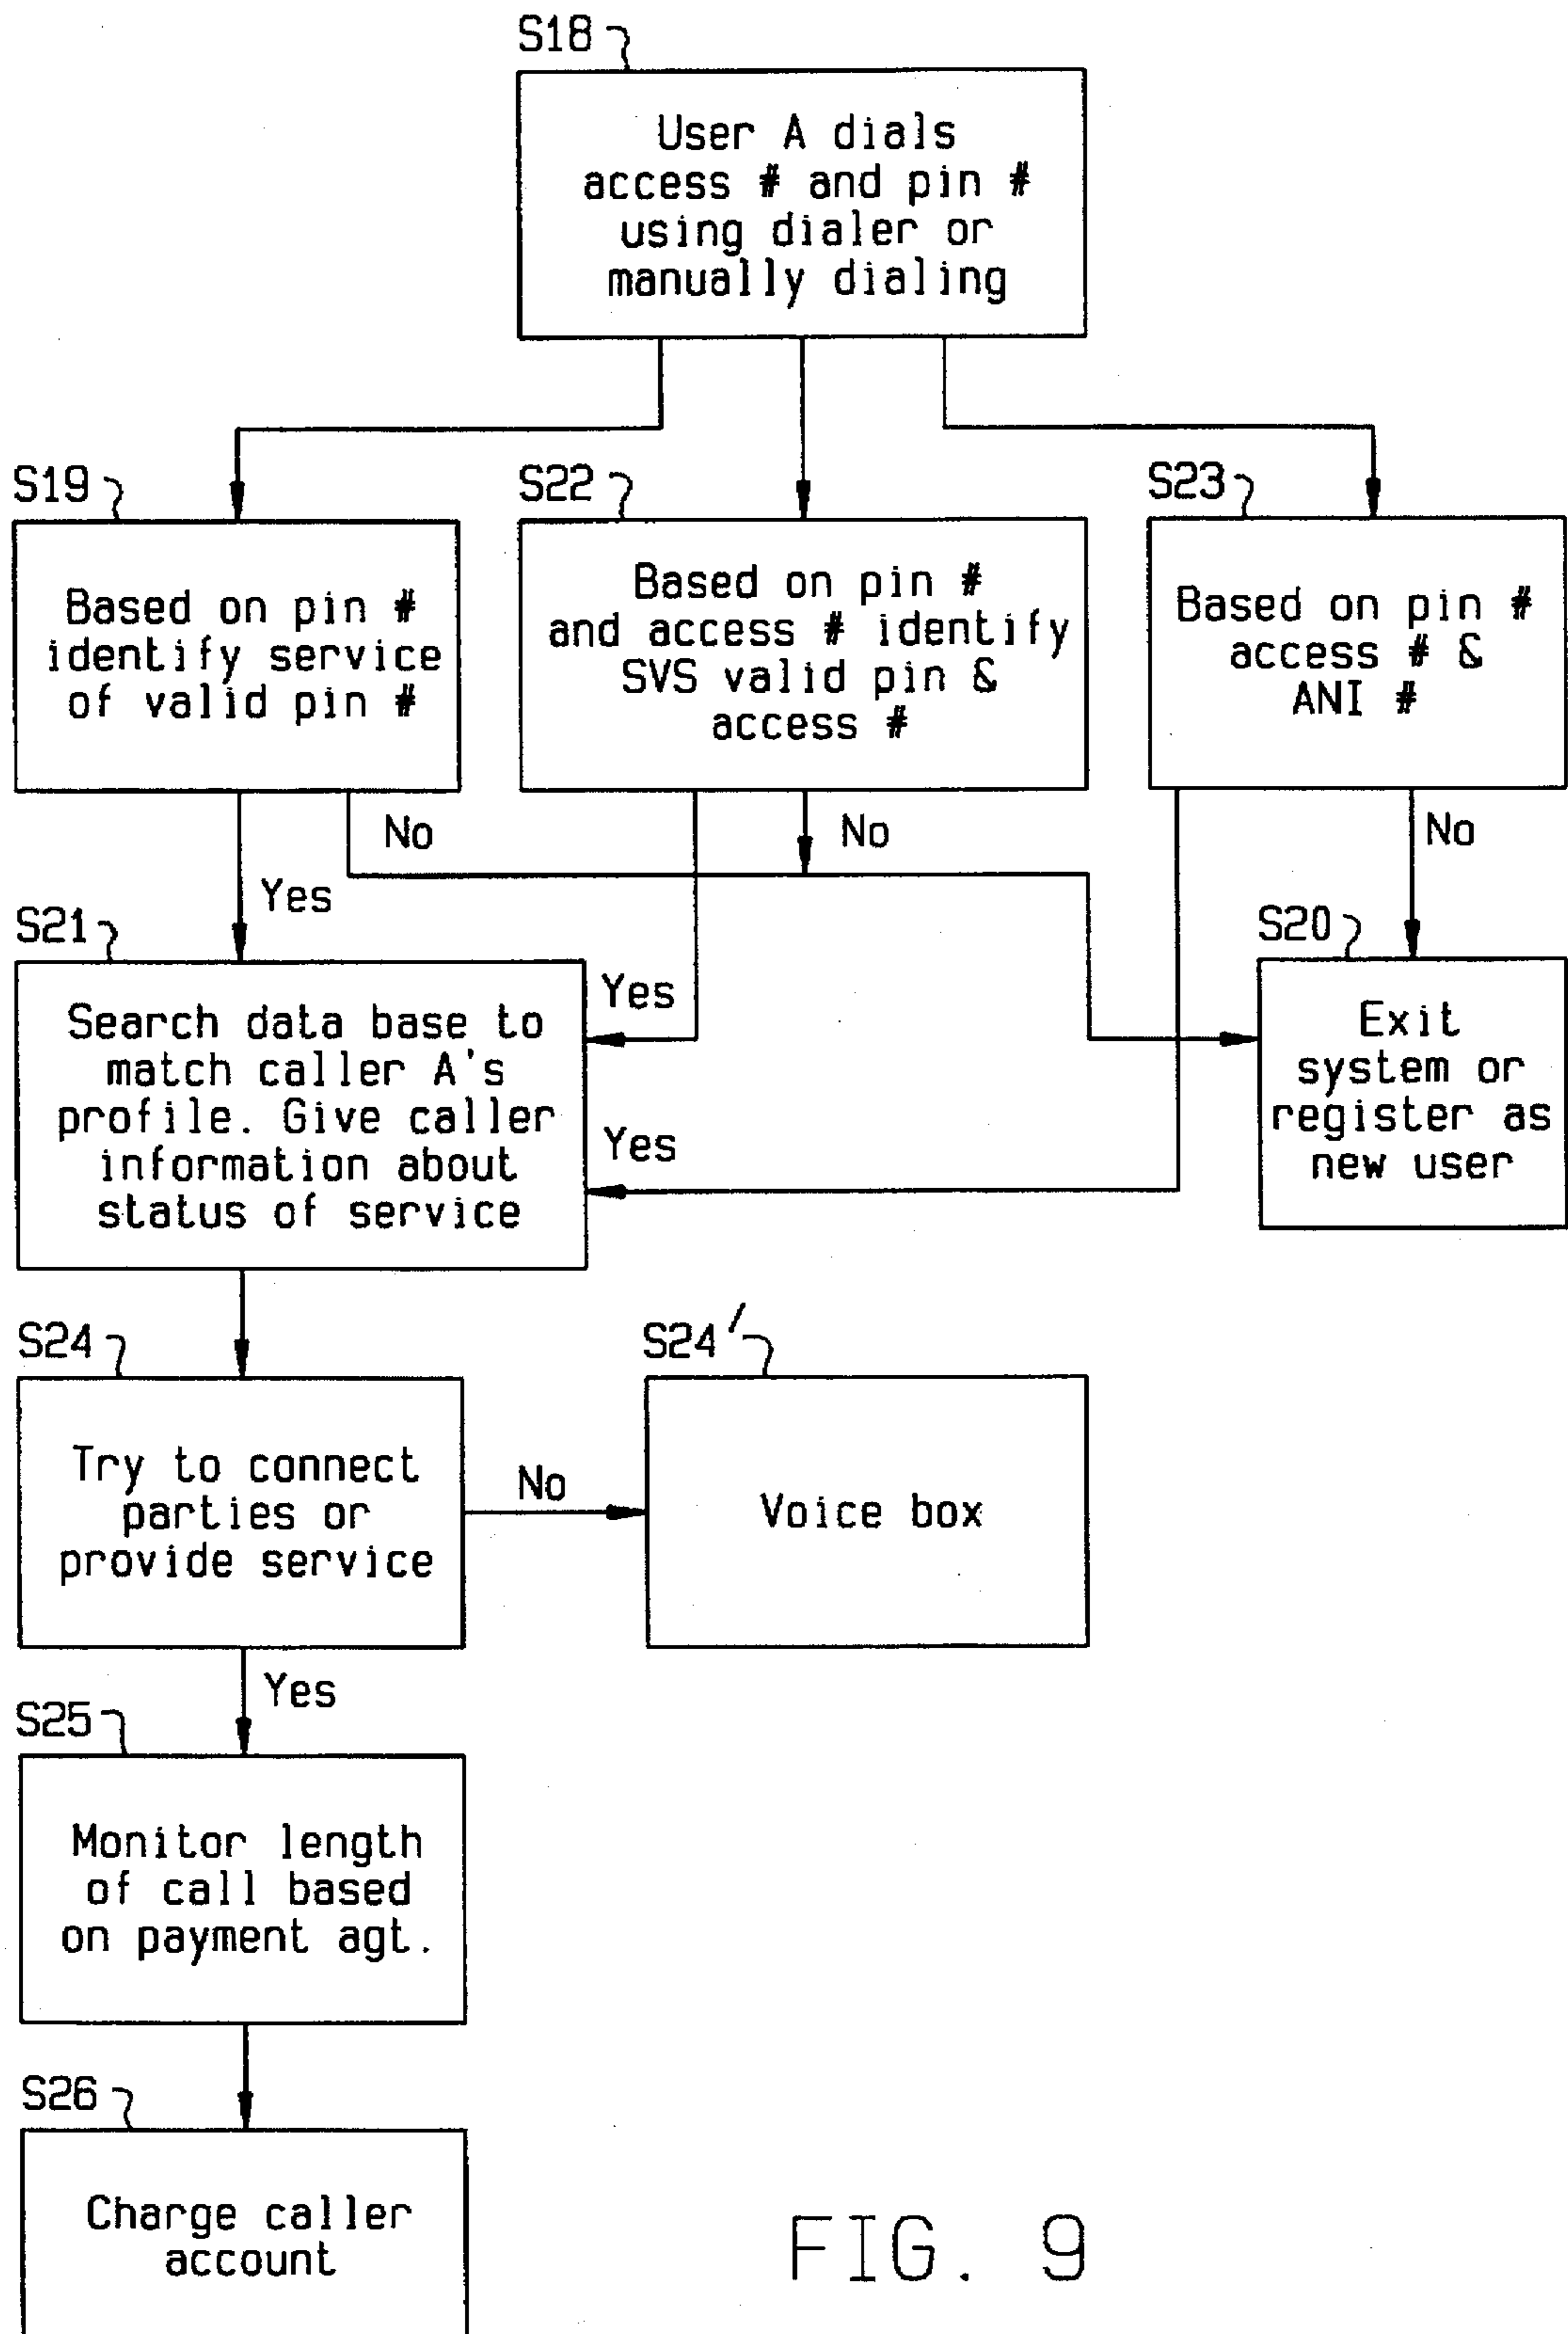 S18
User A dials
access # and pin #
using dialer or
manually dialing
S19
Based on pin #
identify service
of valid pin #
S22
Based on pin #
and access # identify
SVS valid pin &
access #
S23
Based on pin #
access # &
ANI #
No
No
No
Yes
S21
Search data base to
match caller A's
profile. Give caller
information about
status of service
Yes
Yes
S20
Exit
system or
register as
new user
S24
Try to connect
parties or
provide service
No
S24'
Voice box
Yes
S25
Monitor length
of call based
on payment agt.
S26
Charge caller
account
FIG. 9